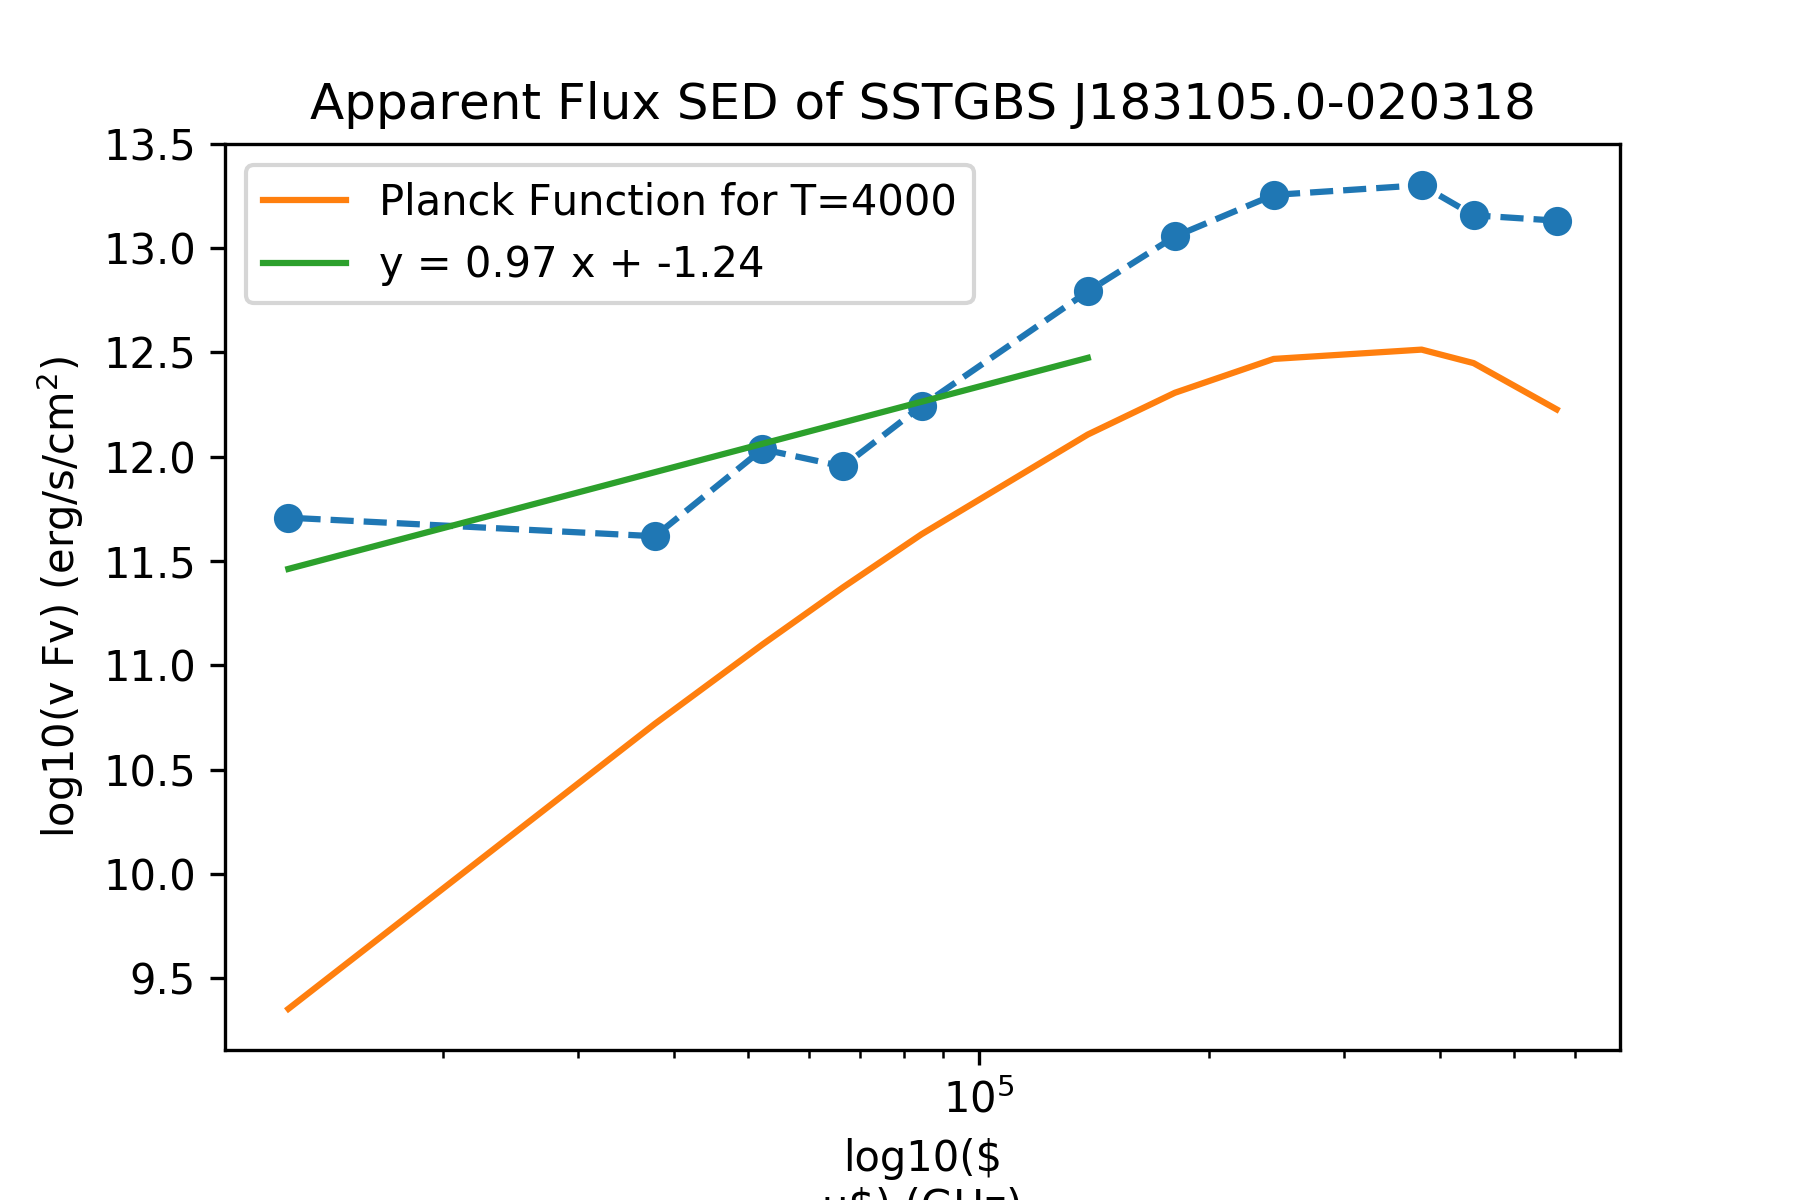 Apparent Flux SED of SSTGBS J183105.0-020318
Planck Function for T=4000
y = 0.97 x + -1.24
log10(v Fv) (erg/s/cm²)
13.5
13.0
12.5
12.0
11.5
11.0
10.5
10.0
9.5
10⁵
log10($
u$) (GHz)